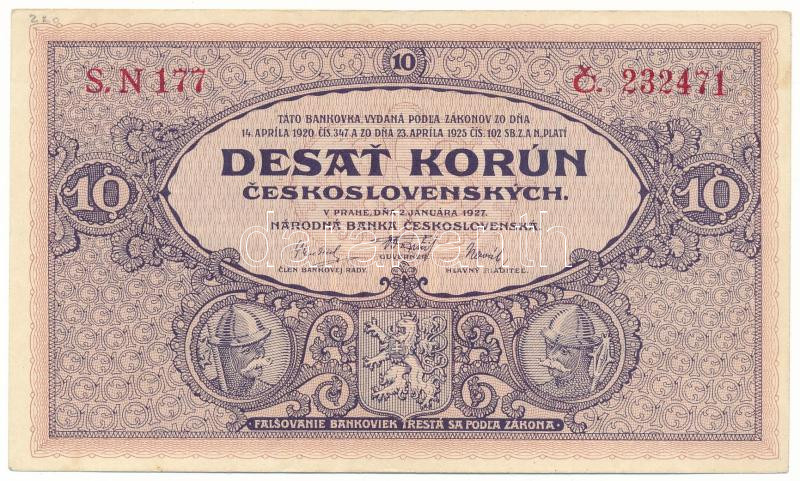 220
10
S. N 177
Č. 232471
TÁTO BANKOVKA VYDANÁ PODĽA ZÁKONOV ZO DŇA
14. APRÍLA 1920, ČÍS. 347 A ZO DŇA 23. APRÍLA 1925 ČÍS. 102 SB. Z. A N. PLATÍ
DESAŤ KORÚN
ČESKOSLOVENSKÝCH.
10
10
V PRAHE, DŇA 2. JANUÁRA 1927.
NÁRODNÁ BANKA ČESKOSLOVENSKÁ.
GUVERNÉR
ČLEN BANKOVEJ RADY.
HLAVNÝ RIADITEĽ.
FALŠOVANIE BANKOVIEK TRESTÁ SA PODĽA ZÁKONA